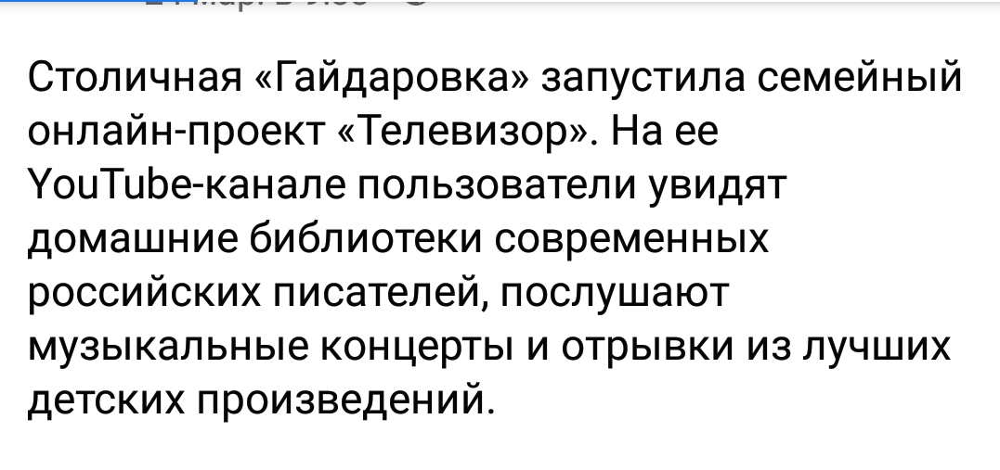 Столичная «Гайдаровка» запустила семейный
онлайн-проект «Телевизор». На ее
YouTube-канале пользователи увидят
домашние библиотеки современных
российских писателей, послушают
музыкальные концерты и отрывки из лучших
детских произведений.